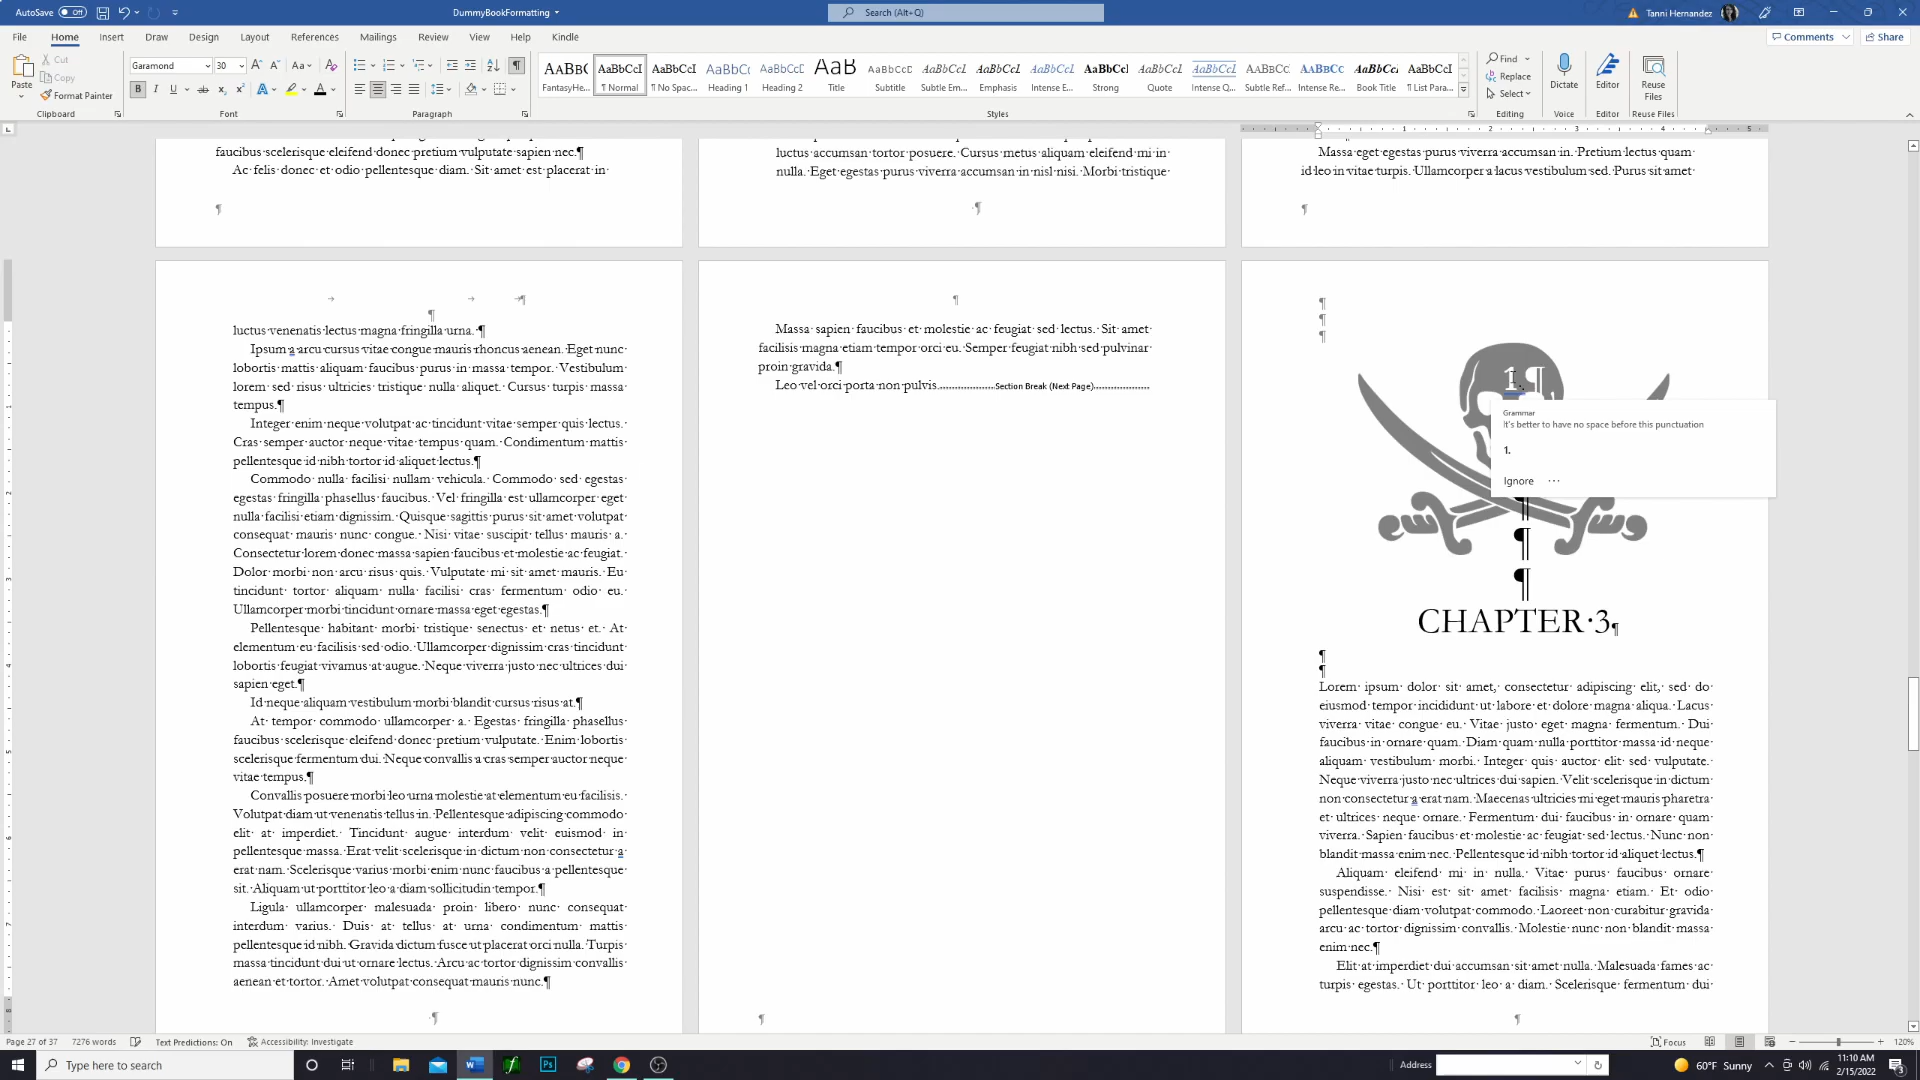 AutoSave Off DummyBookFormatting Search (Alt+Q) Tanni Hernandez
File Home Insert Draw Design Layout References Mailings Review View Help Kindle Comments Share
Paste Cut Copy Format Painter Clipboard
Garamond 30 Font
Paragraph
AaBbC FantasyHe...
AaBbCcI ¶ Normal
AaBbCcI ¶ No Spac...
AaBbCc Heading 1
AaBbCcD Heading 2
AaB Title
AaBbCcD Subtitle
AaBbCcI Subtle Em...
AaBbCcI Emphasis
AaBbCcI Intense E...
AaBbCcI Strong
AaBbCcI Quote
AaBbCcI Intense Q...
AaBbCcI Subtle Ref...
AaBbCcI Intense Re...
AaBbCcI Book Title
AaBbCcI ¶ List Para...
Styles
Find Replace Select Editing
Dictate Voice
Editor Editor
Reuse Files Reuse Files
faucibus scelerisque eleifend donec pretium vulputate sapien nec.¶
Ac felis donec et odio pellentesque diam. Sit amet est placerat in
¶
luctus accumsan tortor posuere. Cursus metus aliquam eleifend mi in
nulla. Eget egestas purus viverra accumsan in nisl nisi. Morbi tristique
¶
Massa eget egestas purus viverra accumsan in. Pretium lectus quam
id leo in vitae turpis. Ullamcorper a lacus vestibulum sed. Purus sit amet
¶
luctus venenatis lectus magna fringilla urna. ¶
Ipsum a arcu cursus vitae congue mauris rhoncus aenean. Eget nunc
lobortis mattis aliquam faucibus purus in massa tempor. Vestibulum
lorem sed risus ultricies tristique nulla aliquet. Cursus turpis massa
tempus.¶
Integer enim neque volutpat ac tincidunt vitae semper quis lectus.
Cras semper auctor neque vitae tempus quam. Condimentum mattis
pellentesque id nibh tortor id aliquet lectus.¶
Commodo nulla facilisi nullam vehicula. Commodo sed egestas
egestas fringilla phasellus faucibus. Vel fringilla est ullamcorper eget
nulla facilisi etiam dignissim. Quisque sagittis purus sit amet volutpat
consequat mauris nunc congue. Nisi vitae suscipit tellus mauris a.
Consectetur lorem donec massa sapien faucibus et molestie ac feugiat.
Dolor morbi non arcu risus quis. Vulputate mi sit amet mauris. Eu
tincidunt tortor aliquam nulla facilisi cras fermentum odio eu.
Ullamcorper morbi tincidunt ornare massa eget egestas.¶
Pellentesque habitant morbi tristique senectus et netus et. At
elementum eu facilisis sed odio. Ullamcorper dignissim cras tincidunt
lobortis feugiat vivamus at augue. Neque viverra justo nec ultrices dui
sapien eget.¶
Id neque aliquam vestibulum morbi blandit cursus risus at.¶
At tempor commodo ullamcorper a. Egestas fringilla phasellus
faucibus scelerisque eleifend donec pretium vulputate. Enim lobortis
scelerisque fermentum dui. Neque convallis a cras semper auctor neque
vitae tempus.¶
Convallis posuere morbi leo urna molestie at elementum eu facilisis.
Volutpat diam ut venenatis tellus in. Pellentesque adipiscing commodo
elit at imperdiet. Tincidunt augue interdum velit euismod in
pellentesque massa. Erat velit scelerisque in dictum non consectetur a
erat nam. Scelerisque varius morbi enim nunc faucibus a pellentesque
sit. Aliquam ut porttitor leo a diam sollicitudin tempor.¶
Ligula ullamcorper malesuada proin libero nunc consequat
interdum varius. Duis at tellus at urna condimentum mattis
pellentesque id nibh. Gravida dictum fusce ut placerat orci nulla. Turpis
massa tincidunt dui ut ornare lectus. Arcu ac tortor dignissim convallis
aenean et tortor. Amet volutpat consequat mauris nunc.¶
¶
Massa sapien faucibus et molestie ac feugiat sed lectus. Sit amet
facilisis magna etiam tempor orci eu. Semper feugiat nibh sed pulvinar
proin gravida.¶
Leo vel orci porta non pulvis. Section Break (Next Page)
¶
1 ¶
Grammar
It's better to have no space before this punctuation
1.
Ignore ...
CHAPTER 3¶
Lorem ipsum dolor sit amet, consectetur adipiscing elit, sed do
eiusmod tempor incididunt ut labore et dolore magna aliqua. Lacus
viverra vitae congue eu. Vitae justo eget magna fermentum. Dui
faucibus in ornare quam. Diam quam nulla porttitor massa id neque
aliquam vestibulum morbi. Integer quis auctor elit sed vulputate.
Neque viverra justo nec ultrices dui sapien. Velit scelerisque in dictum
non consectetur a erat nam. Maecenas ultricies mi eget mauris pharetra
et ultrices neque ornare. Fermentum dui faucibus in ornare quam
viverra. Sapien faucibus et molestie ac feugiat sed lectus. Nunc non
blandit massa enim nec. Pellentesque id nibh tortor id aliquet lectus.¶
Aliquam eleifend mi in nulla. Vitae purus faucibus ornare
suspendisse. Nisi est sit amet facilisis magna etiam. Et odio
pellentesque diam volutpat commodo. Laoreet non curabitur gravida
arcu ac tortor dignissim convallis. Molestie nunc non blandit massa
enim nec.¶
Elit at imperdiet dui accumsan sit amet nulla. Malesuada fames ac
turpis egestas. Ut porttitor leo a diam. Scelerisque fermentum dui
¶
Page 27 of 37 7276 words Text Predictions: On Accessibility: Investigate Focus 120%
Type here to search Address 60°F Sunny 11:10 AM
2/15/2022